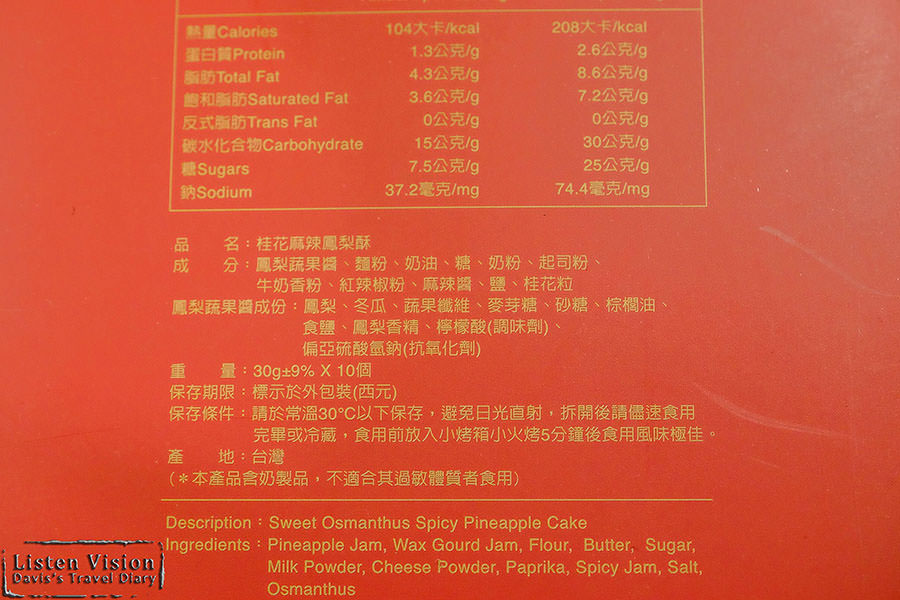 熱量Calories 104大卡/kcal 208大卡/kcal
蛋白質Protein 1.3公克/g 2.6公克/g
脂肪Total Fat 4.3公克/g 8.6公克/g
飽和脂肪Saturated Fat 3.6公克/g 7.2公克/g
反式脂肪Trans Fat 0公克/g 0公克/g
碳水化合物Carbohydrate 15公克/g 30公克/g
糖Sugars 7.5公克/g 25公克/g
鈉Sodium 37.2毫克/mg 74.4毫克/mg
品 名：桂花麻辣鳳梨酥
成 分：鳳梨蔬果醬、麵粉、奶油、糖、奶粉、起司粉、
牛奶香粉、紅辣椒粉、麻辣醬、鹽、桂花粒
鳳梨蔬果醬成份：鳳梨、冬瓜、蔬果纖維、麥芽糖、砂糖、棕櫚油、
食鹽、鳳梨香精、檸檬酸(調味劑)、
偏亞硫酸氫鈉(抗氧化劑)
重 量：30g±9% X 10個
保存期限：標示於外包裝(西元)
保存條件：請於常溫30°C以下保存，避免日光直射，拆開後請儘速食用
完畢或冷藏，食用前放入小烤箱小火烤5分鐘後食用風味極佳。
產 地：台灣
(＊本產品含奶製品，不適合其過敏體質者食用)
Description：Sweet Osmanthus Spicy Pineapple Cake
Ingredients：Pineapple Jam, Wax Gourd Jam, Flour, Butter, Sugar,
Milk Powder, Cheese Powder, Paprika, Spicy Jam, Salt,
Osmanthus
Listen Vision
Davis's Travel Diary